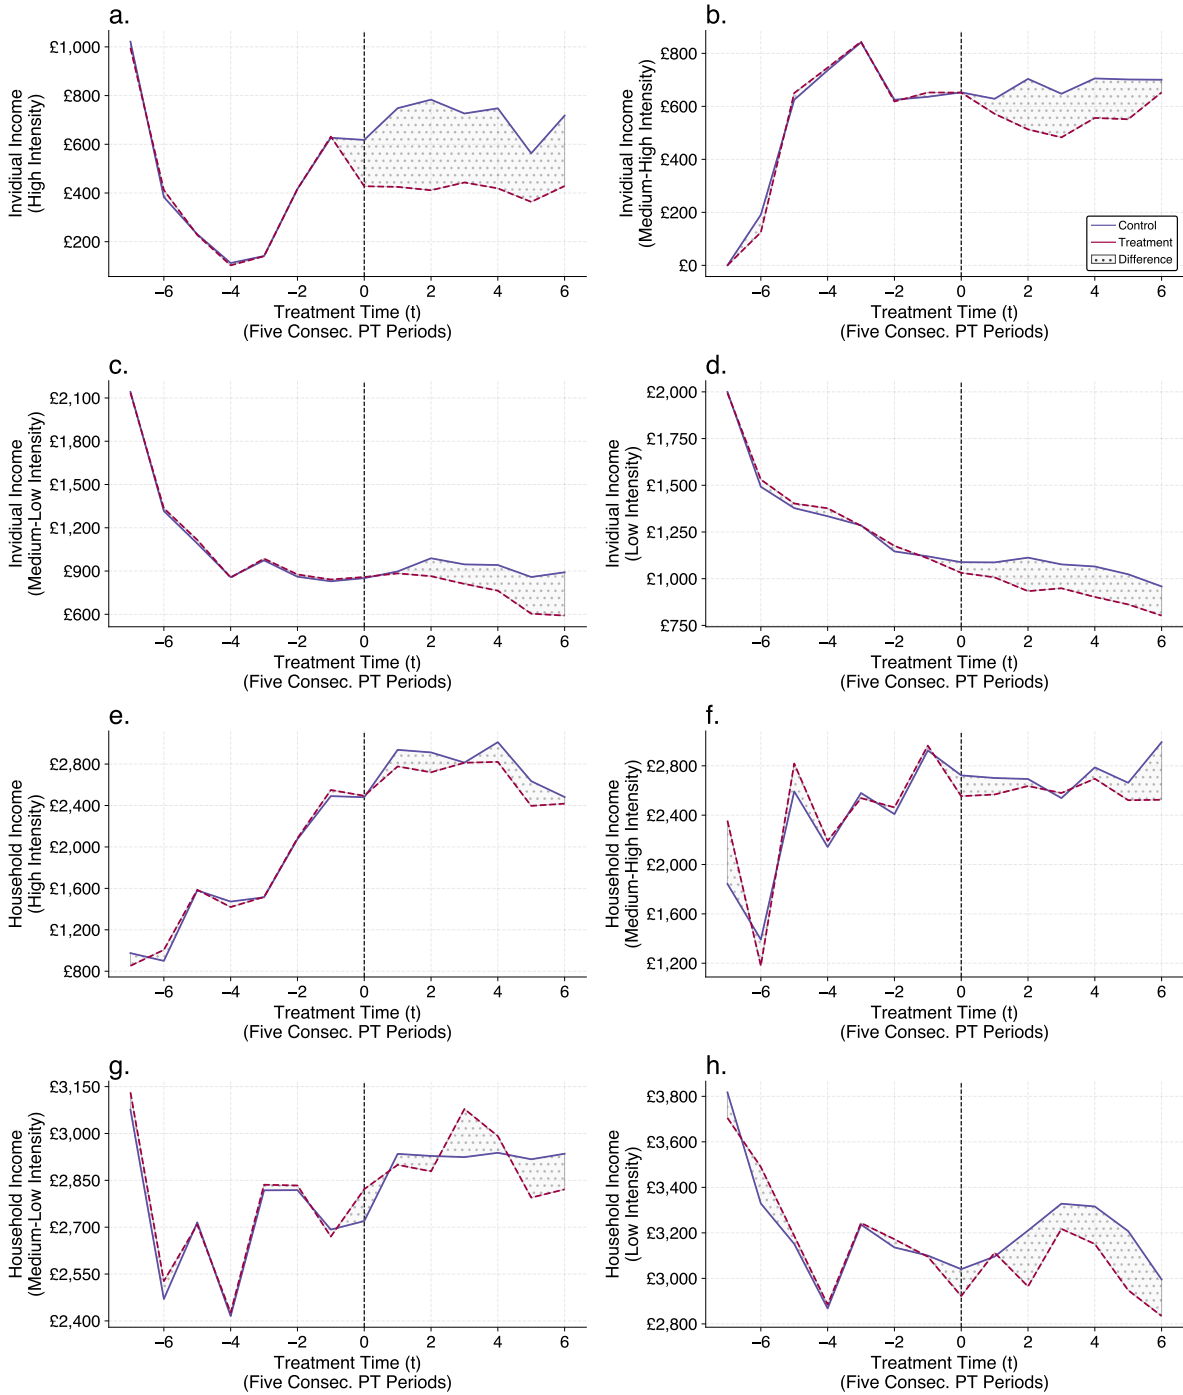 a.
Invidiual Income
(High Intensity)
£1,000
£800
£600
£400
£200
−6 −4 −2 0 2 4 6
Treatment Time (t)
(Five Consec. PT Periods)
b.
Invidiual Income
(Medium-High Intensity)
£800
£600
£400
£200
£0
Control
Treatment
Difference
−6 −4 −2 0 2 4 6
Treatment Time (t)
(Five Consec. PT Periods)
c.
Invidiual Income
(Medium-Low Intensity)
£2,100
£1,800
£1,500
£1,200
£900
£600
−6 −4 −2 0 2 4 6
Treatment Time (t)
(Five Consec. PT Periods)
d.
Invidiual Income
(Low Intensity)
£2,000
£1,750
£1,500
£1,250
£1,000
£750
−6 −4 −2 0 2 4 6
Treatment Time (t)
(Five Consec. PT Periods)
e.
Household Income
(High Intensity)
£2,800
£2,400
£2,000
£1,600
£1,200
£800
−6 −4 −2 0 2 4 6
Treatment Time (t)
(Five Consec. PT Periods)
f.
Household Income
(Medium-High Intensity)
£2,800
£2,400
£2,000
£1,600
£1,200
−6 −4 −2 0 2 4 6
Treatment Time (t)
(Five Consec. PT Periods)
g.
Household Income
(Medium-Low Intensity)
£3,150
£3,000
£2,850
£2,700
£2,550
£2,400
−6 −4 −2 0 2 4 6
Treatment Time (t)
(Five Consec. PT Periods)
h.
Household Income
(Low Intensity)
£3,800
£3,600
£3,400
£3,200
£3,000
£2,800
−6 −4 −2 0 2 4 6
Treatment Time (t)
(Five Consec. PT Periods)